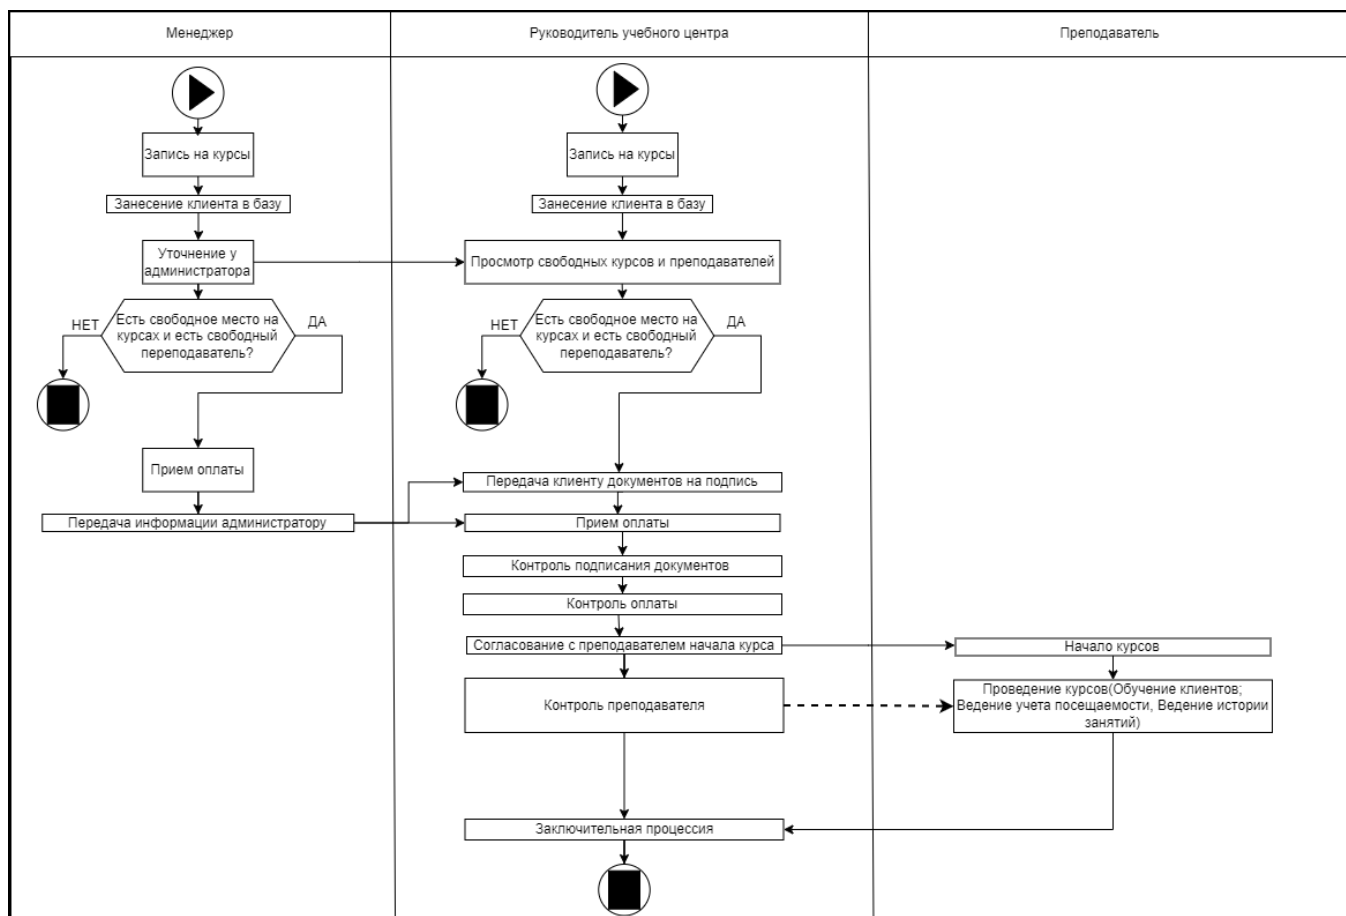 Менеджер
Руководитель учебного центра
Преподаватель
Запись на курсы
Занесение клиента в базу
Уточнение у
администратора
НЕТ
Есть свободное место на
курсах и есть свободный
переподаватель?
ДА
Прием оплаты
Передача информации администратору
Запись на курсы
Занесение клиента в базу
Просмотр свободных курсов и преподавателей
НЕТ
Есть свободное место на
курсах и есть свободный
переподаватель?
ДА
Передача клиенту документов на подпись
Прием оплаты
Контроль подписания документов
Контроль оплаты
Согласование с преподавателем начала курса
Контроль преподавателя
Заключительная процессия
Начало курсов
Проведение курсов(Обучение клиентов;
Ведение учета посещаемости, Ведение истории
занятий)